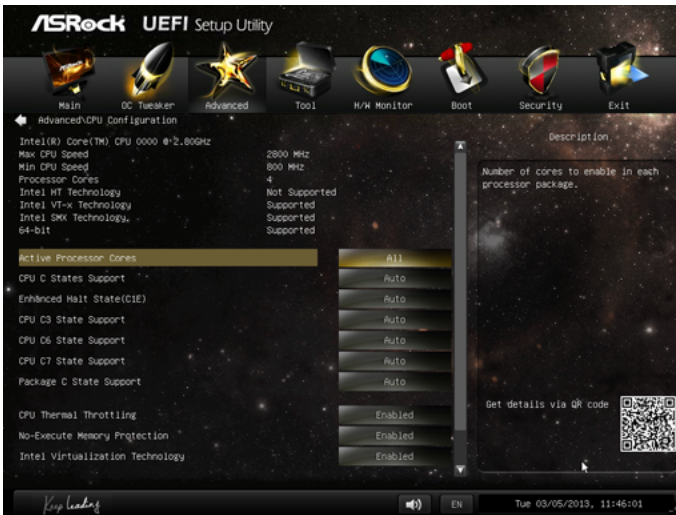 ASRock UEFI Setup Utility
Main OC Tweaker Advanced Tool H/W Monitor Boot Security Exit
Advanced\CPU Configuration
Description
Intel(R) Core(TM) CPU 0000 @ 2.80GHz
Max CPU Speed 2800 MHz
Min CPU Speed 800 MHz
Processor Cores 4
Intel HT Technology Not Supported
Intel VT-x Technology Supported
Intel SMX Technology Supported
64-bit Supported
Number of cores to enable in each
processor package.
Active Processor Cores All
CPU C States Support Auto
Enhanced Halt State(C1E) Auto
CPU C3 State Support Auto
CPU C6 State Support Auto
CPU C7 State Support Auto
Package C State Support Auto
CPU Thermal Throttling Enabled
No-Execute Memory Protection Enabled
Intel Virtualization Technology Enabled
Get details via QR code
Keep Leading
EN
Tue 03/05/2013, 11:46:01